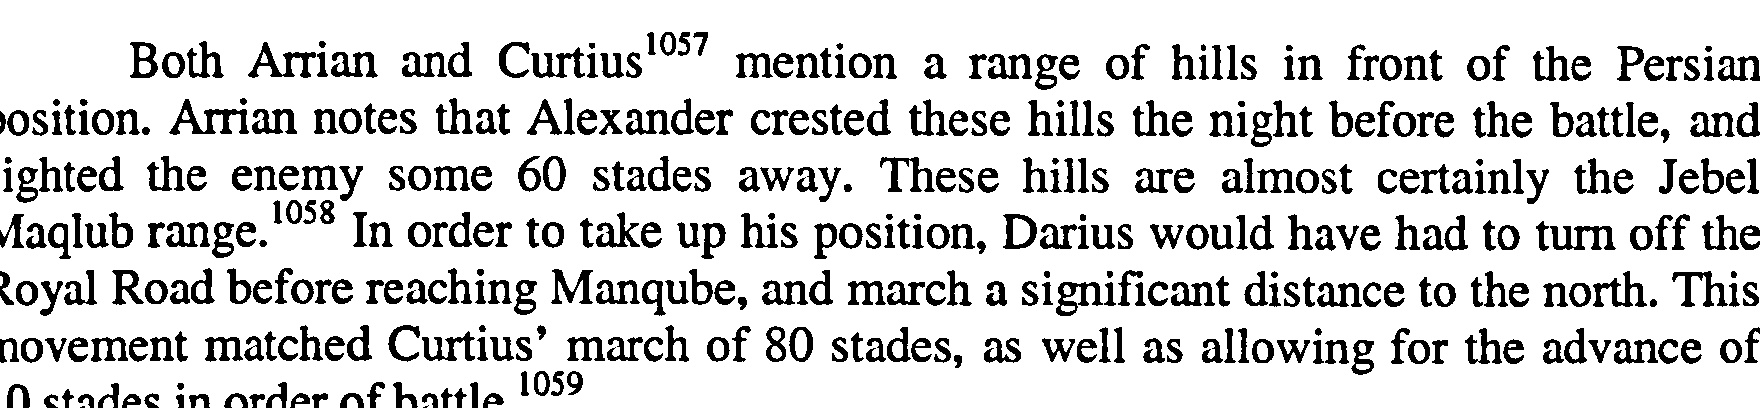 Both Arrian and Curtius1057 mention a range of hills in front of the Persian
position. Arrian notes that Alexander crested these hills the night before the battle, and
sighted the enemy some 60 stades away. These hills are almost certainly the Jebel
Maqlub range.1058 In order to take up his position, Darius would have had to turn off the
Royal Road before reaching Manqube, and march a significant distance to the north. This
movement matched Curtius' march of 80 stades, as well as allowing for the advance of
stades in order of battle.1059